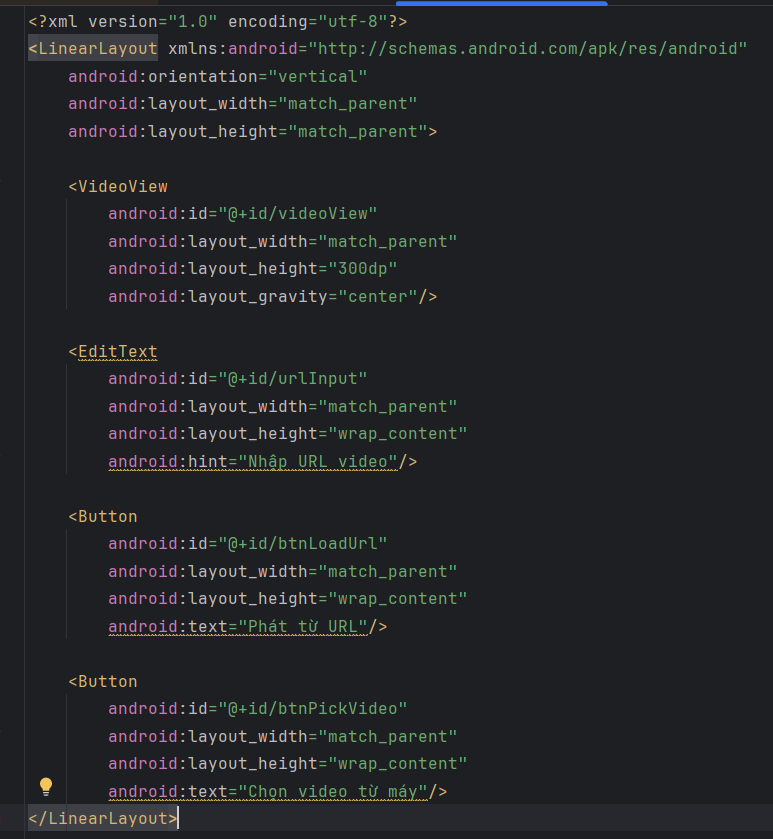 <?xml version="1.0" encoding="utf-8"?>
<LinearLayout xmlns:android="http://schemas.android.com/apk/res/android"
    android:orientation="vertical"
    android:layout_width="match_parent"
    android:layout_height="match_parent">

    <VideoView
        android:id="@+id/videoView"
        android:layout_width="match_parent"
        android:layout_height="300dp"
        android:layout_gravity="center"/>

    <EditText
        android:id="@+id/urlInput"
        android:layout_width="match_parent"
        android:layout_height="wrap_content"
        android:hint="Nhập URL video"/>

    <Button
        android:id="@+id/btnLoadUrl"
        android:layout_width="match_parent"
        android:layout_height="wrap_content"
        android:text="Phát từ URL"/>

    <Button
        android:id="@+id/btnPickVideo"
        android:layout_width="match_parent"
        android:layout_height="wrap_content"
        android:text="Chọn video từ máy"/>
</LinearLayout>